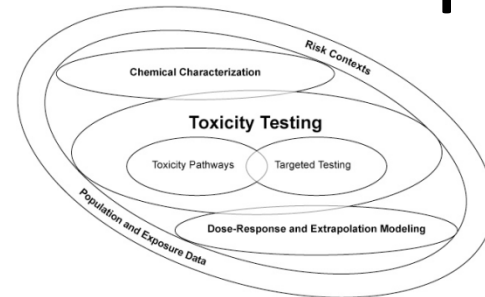 Risk Contexts
Chemical Characterization
Toxicity Testing
Toxicity Pathways
Targeted Testing
Dose-Response and Extrapolation Modeling
Population and Exposure Data